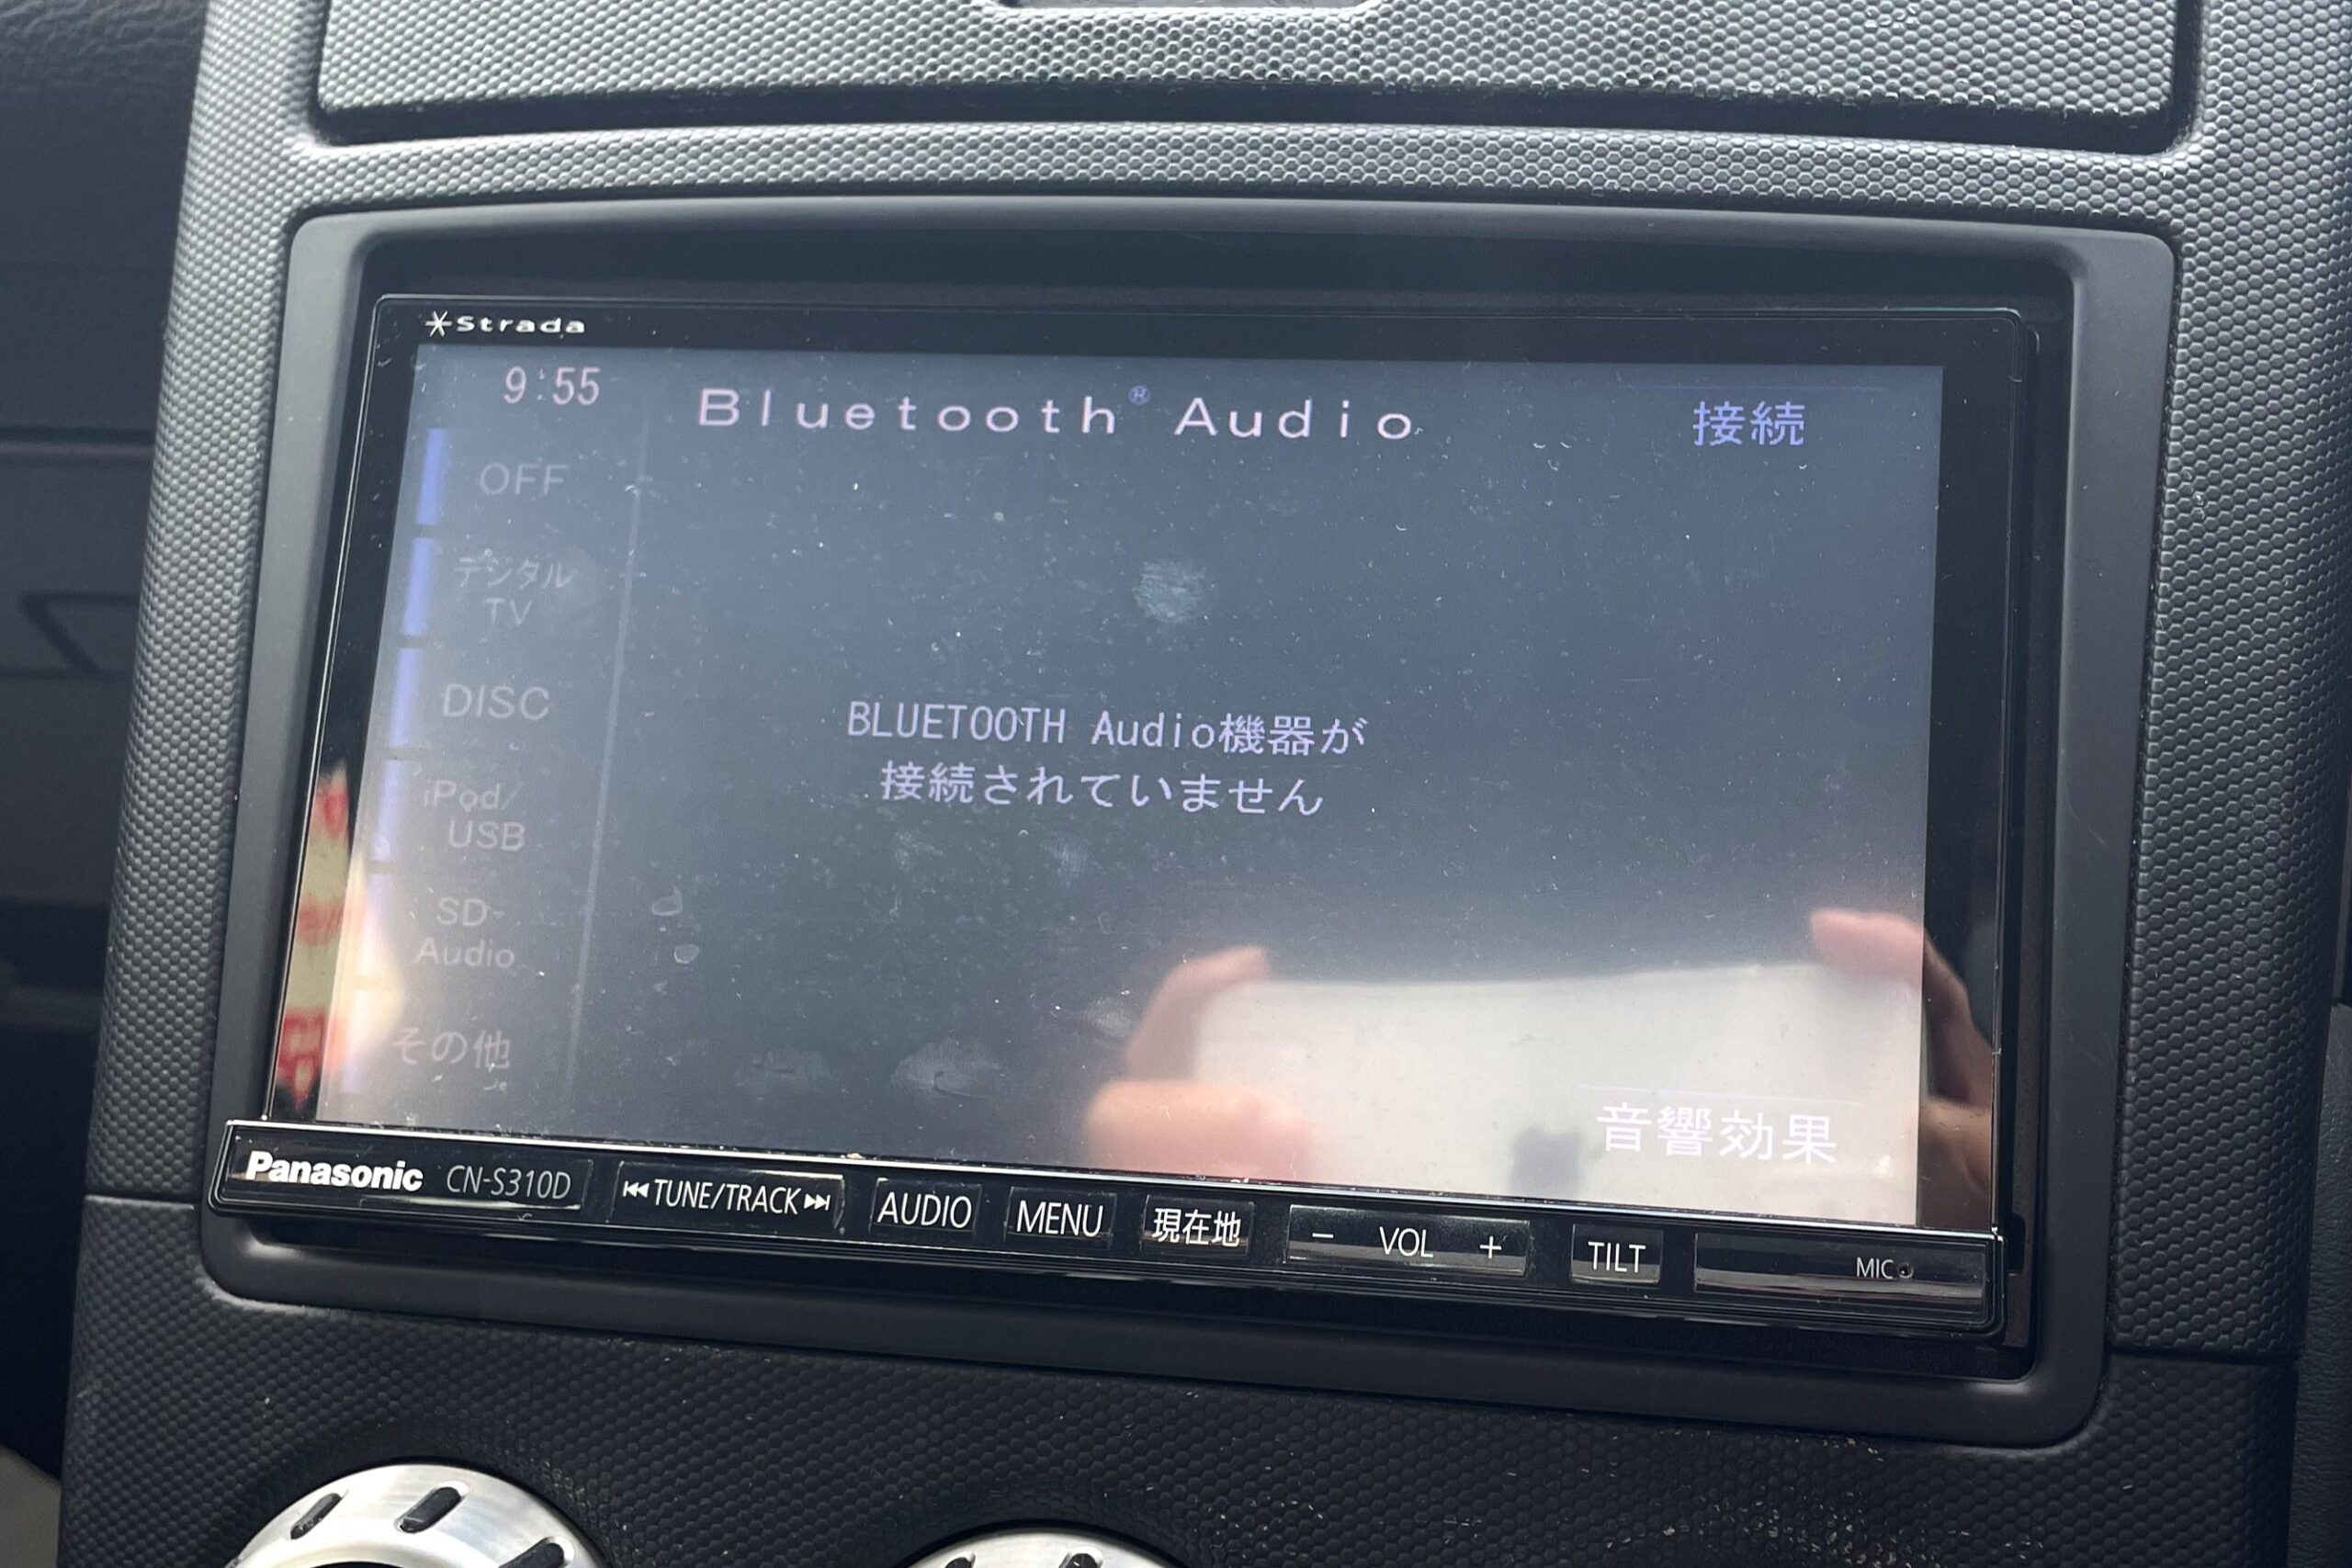 Strada
9:55
Bluetooth® Audio
接続
OFF
デジタル
TV
DISC
iPod/
USB
SD-
Audio
その他
BLUETOOTH Audio機器が
接続されていません
音響効果
Panasonic CN-S310D
TUNE/TRACK
AUDIO
MENU
現在地
− VOL +
TILT
MIC